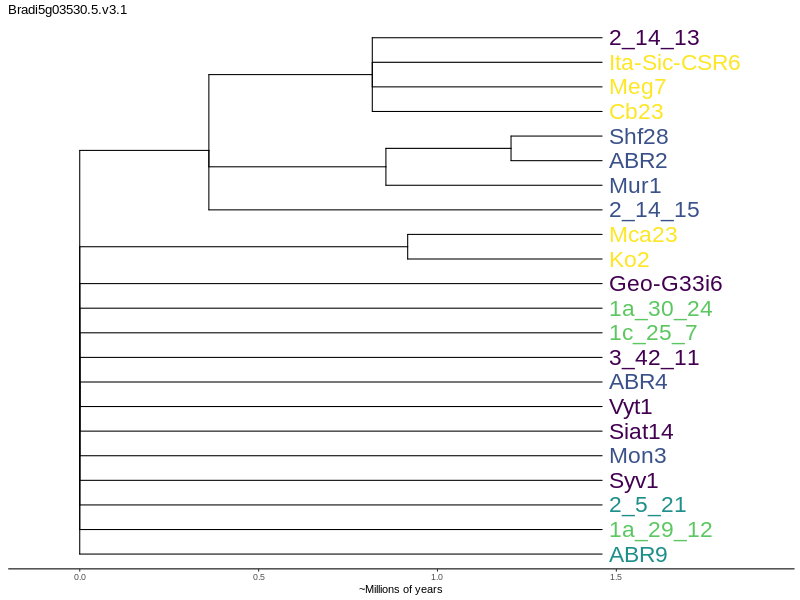 Bradi5g03530.5.v3.1
2_14_13
Ita-Sic-CSR6
Meg7
Cb23
Shf28
ABR2
Mur1
2_14_15
Mca23
Ko2
Geo-G33i6
1a_30_24
1c_25_7
3_42_11
ABR4
Vyt1
Siat14
Mon3
Syv1
2_5_21
1a_29_12
ABR9
0.0 0.5 1.0 1.5
~Millions of years